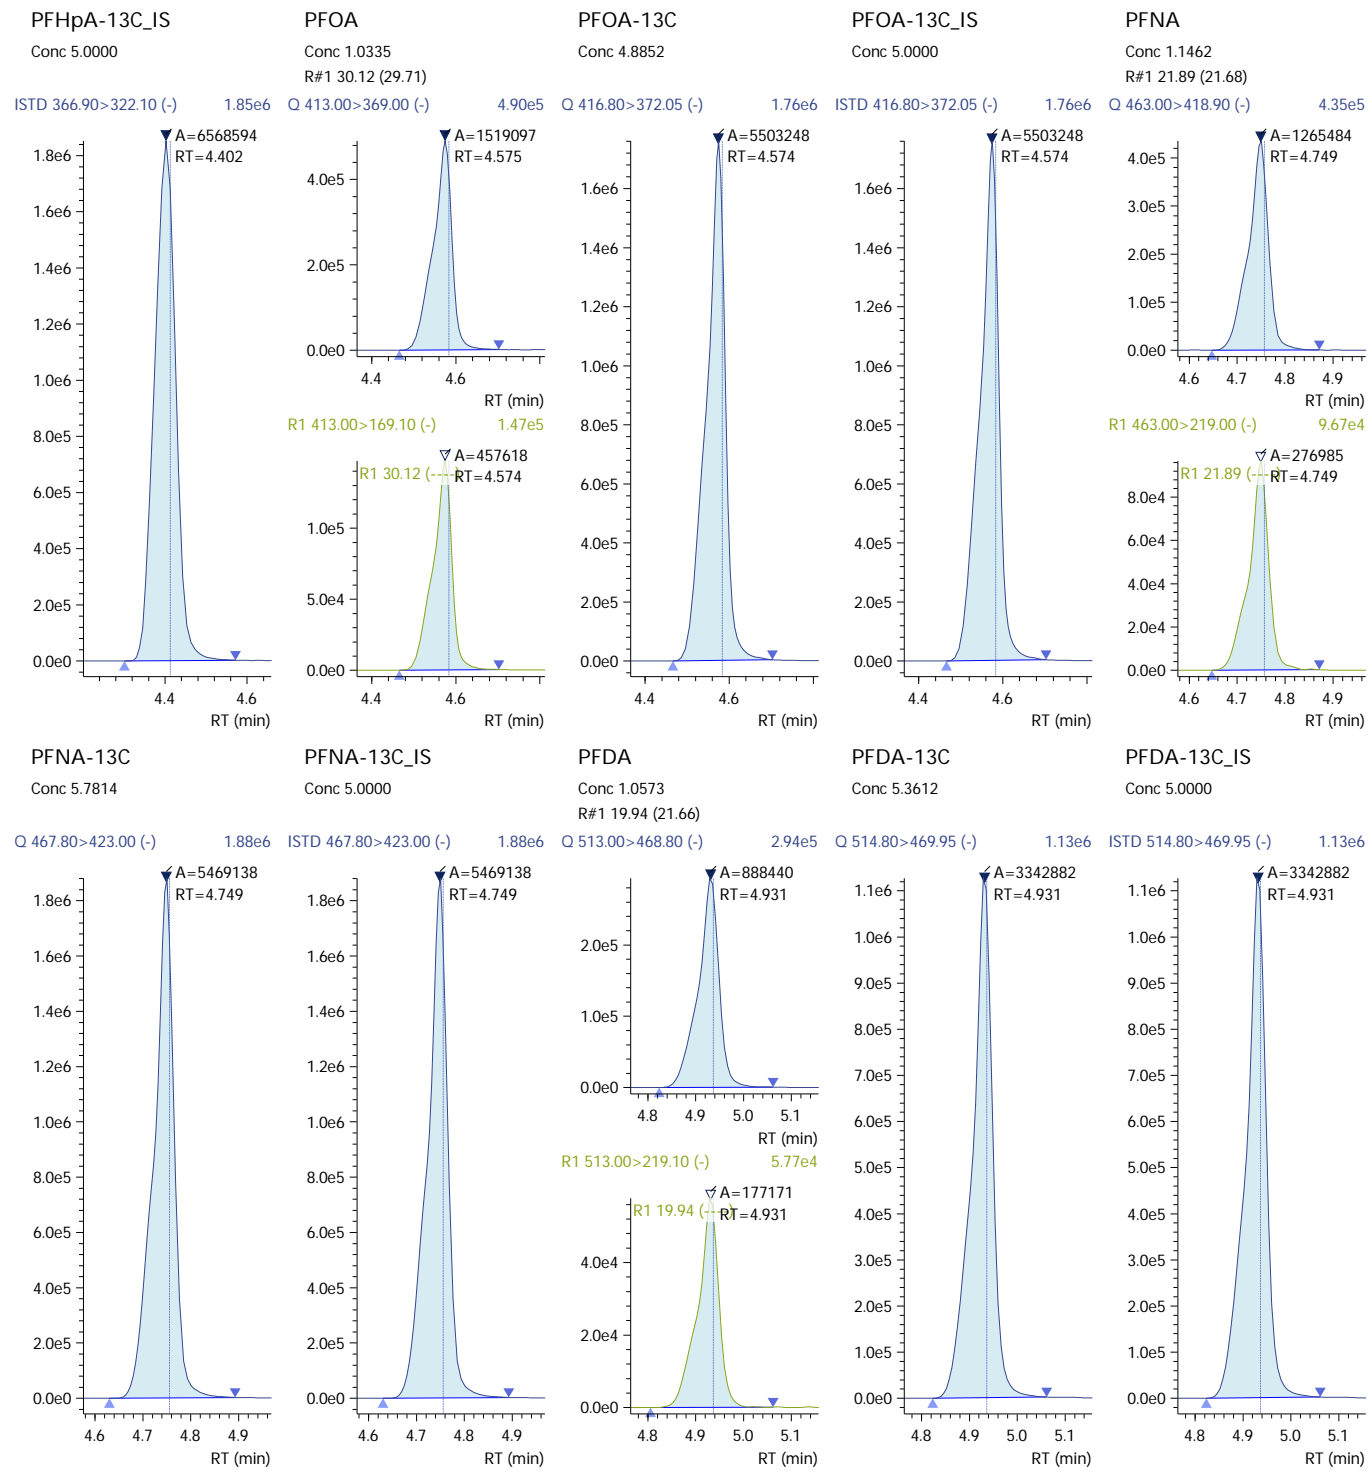 PFHpA-13C_IS
Conc 5.0000
ISTD 366.90>322.10 (-) 1.85e6
A=6568594
RT=4.402
1.8e6
1.6e6
1.4e6
1.2e6
1.0e6
8.0e5
6.0e5
4.0e5
2.0e5
0.0e0
4.4
RT (min)
PFOA
Conc 1.0335
R#1 30.12 (29.71)
Q 413.00>369.00 (-) 4.90e5
A=1519097
RT=4.575
4.0e5
2.0e5
0.0e0
4.4 4.6
RT (min)
R1 413.00>169.10 (-) 1.47e5
A=457618
R1 30.12 (----)
RT=4.574
1.0e5
5.0e4
0.0e0
4.4 4.6
RT (min)
PFOA-13C
Conc 4.8852
Q 416.80>372.05 (-) 1.76e6
A=5503248
RT=4.574
1.6e6
1.4e6
1.2e6
1.0e6
8.0e5
6.0e5
4.0e5
2.0e5
0.0e0
4.4 4.6
RT (min)
PFOA-13C_IS
Conc 5.0000
ISTD 416.80>372.05 (-) 1.76e6
A=5503248
RT=4.574
1.6e6
1.4e6
1.2e6
1.0e6
8.0e5
6.0e5
4.0e5
2.0e5
0.0e0
4.4 4.6
RT (min)
PFNA
Conc 1.1462
R#1 21.89 (21.68)
Q 463.00>418.90 (-) 4.35e5
A=1265484
RT=4.749
4.0e5
3.0e5
2.0e5
1.0e5
0.0e0
4.6 4.7 4.8 4.9
RT (min)
R1 463.00>219.00 (-) 9.67e4
A=276985
R1 21.89 (----)
RT=4.749
8.0e4
6.0e4
4.0e4
2.0e4
0.0e0
4.6 4.7 4.8 4.9
RT (min)
PFNA-13C
Conc 5.7814
Q 467.80>423.00 (-) 1.88e6
A=5469138
RT=4.749
1.8e6
1.6e6
1.4e6
1.2e6
1.0e6
8.0e5
6.0e5
4.0e5
2.0e5
0.0e0
4.6 4.7 4.8 4.9
RT (min)
PFNA-13C_IS
Conc 5.0000
ISTD 467.80>423.00 (-) 1.88e6
A=5469138
RT=4.749
1.8e6
1.6e6
1.4e6
1.2e6
1.0e6
8.0e5
6.0e5
4.0e5
2.0e5
0.0e0
4.6 4.7 4.8 4.9
RT (min)
PFDA
Conc 1.0573
R#1 19.94 (21.66)
Q 513.00>468.80 (-) 2.94e5
A=888440
RT=4.931
2.0e5
1.0e5
0.0e0
4.8 4.9 5.0 5.1
RT (min)
R1 513.00>219.10 (-) 5.77e4
A=177171
R1 19.94 (----)
RT=4.931
4.0e4
2.0e4
0.0e0
4.8 4.9 5.0 5.1
RT (min)
PFDA-13C
Conc 5.3612
Q 514.80>469.95 (-) 1.13e6
A=3342882
RT=4.931
1.1e6
1.0e6
9.0e5
8.0e5
7.0e5
6.0e5
5.0e5
4.0e5
3.0e5
2.0e5
1.0e5
0.0e0
4.8 4.9 5.0 5.1
RT (min)
PFDA-13C_IS
Conc 5.0000
ISTD 514.80>469.95 (-) 1.13e6
A=3342882
RT=4.931
1.1e6
1.0e6
9.0e5
8.0e5
7.0e5
6.0e5
5.0e5
4.0e5
3.0e5
2.0e5
1.0e5
0.0e0
4.8 4.9 5.0 5.1
RT (min)